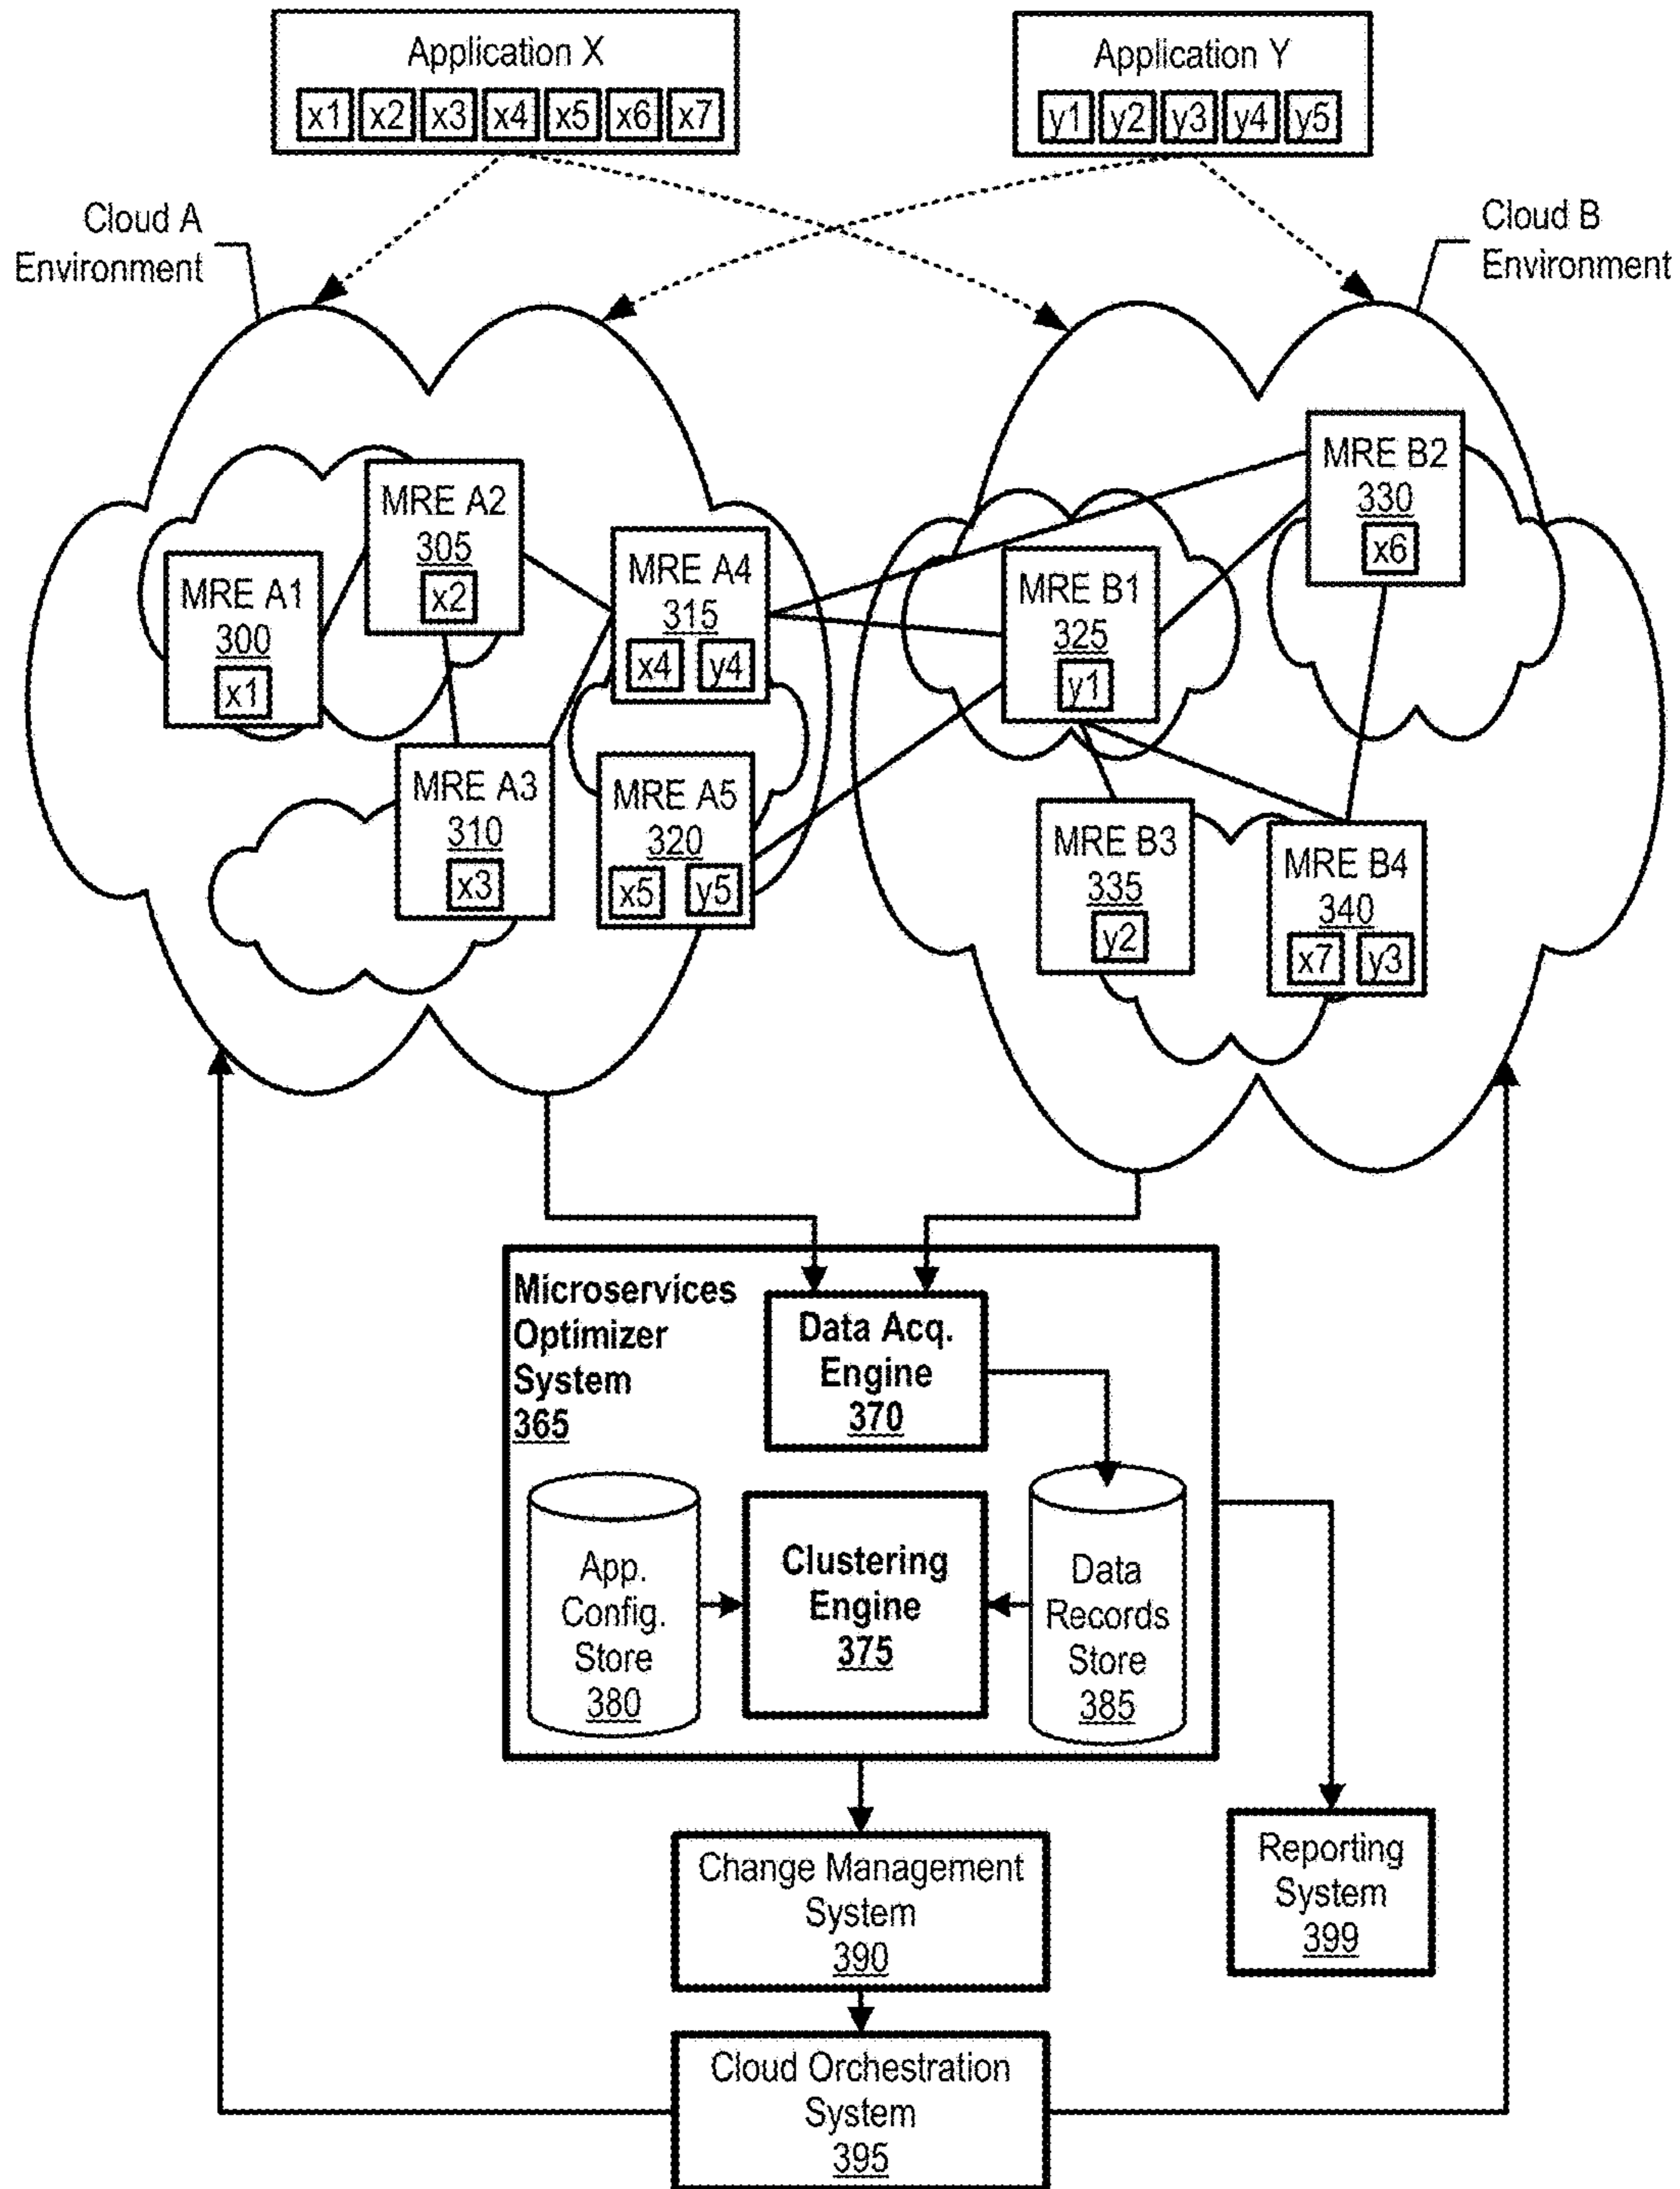 Application X
x1 x2 x3 x4 x5 x6 x7
Application Y
y1 y2 y3 y4 y5
Cloud A
Environment
Cloud B
Environment
MRE A1
300
x1
MRE A2
305
x2
MRE A3
310
x3
MRE A4
315
x4 y4
MRE A5
320
x5 y5
MRE B1
325
y1
MRE B2
330
x6
MRE B3
335
y2
MRE B4
340
x7 y3
Microservices
Optimizer
System
365
Data Acq.
Engine
370
App.
Config.
Store
380
Clustering
Engine
375
Data
Records
Store
385
Change Management
System
390
Reporting
System
399
Cloud Orchestration
System
395